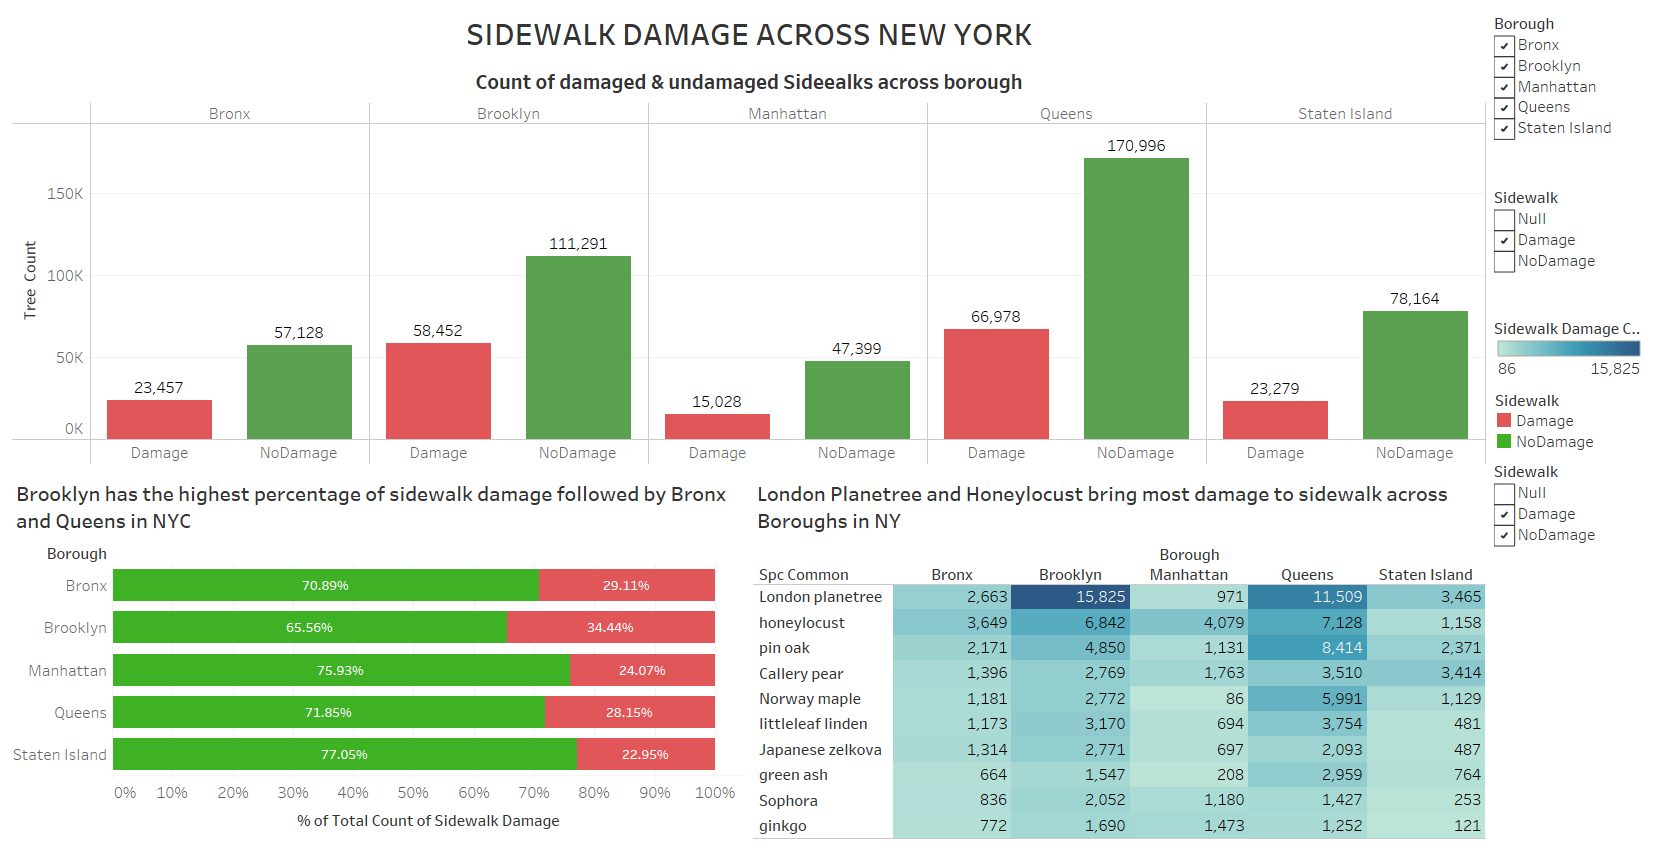 SIDEWALK DAMAGE ACROSS NEW YORK
Count of damaged & undamaged Sideealks across borough
Bronx Brooklyn Manhattan Queens Staten Island
Tree Count
150K
100K
50K
0K
23,457 57,128 58,452 111,291 15,028 47,399 66,978 170,996 23,279 78,164
Damage NoDamage Damage NoDamage Damage NoDamage Damage NoDamage Damage NoDamage
Brooklyn has the highest percentage of sidewalk damage followed by Bronx
and Queens in NYC
Borough
Bronx 70.89% 29.11%
Brooklyn 65.56% 34.44%
Manhattan 75.93% 24.07%
Queens 71.85% 28.15%
Staten Island 77.05% 22.95%
0% 10% 20% 30% 40% 50% 60% 70% 80% 90% 100%
% of Total Count of Sidewalk Damage
London Planetree and Honeylocust bring most damage to sidewalk across
Boroughs in NY
Borough
Spc Common Bronx Brooklyn Manhattan Queens Staten Island
London planetree 2,663 15,825 971 11,509 3,465
honeylocust 3,649 6,842 4,079 7,128 1,158
pin oak 2,171 4,850 1,131 8,414 2,371
Callery pear 1,396 2,769 1,763 3,510 3,414
Norway maple 1,181 2,772 86 5,991 1,129
littleleaf linden 1,173 3,170 694 3,754 481
Japanese zelkova 1,314 2,771 697 2,093 487
green ash 664 1,547 208 2,959 764
Sophora 836 2,052 1,180 1,427 253
ginkgo 772 1,690 1,473 1,252 121
Borough
Bronx
Brooklyn
Manhattan
Queens
Staten Island
Sidewalk
Null
Damage
NoDamage
Sidewalk Damage C..
86 15,825
Sidewalk
Damage
NoDamage
Sidewalk
Null
Damage
NoDamage